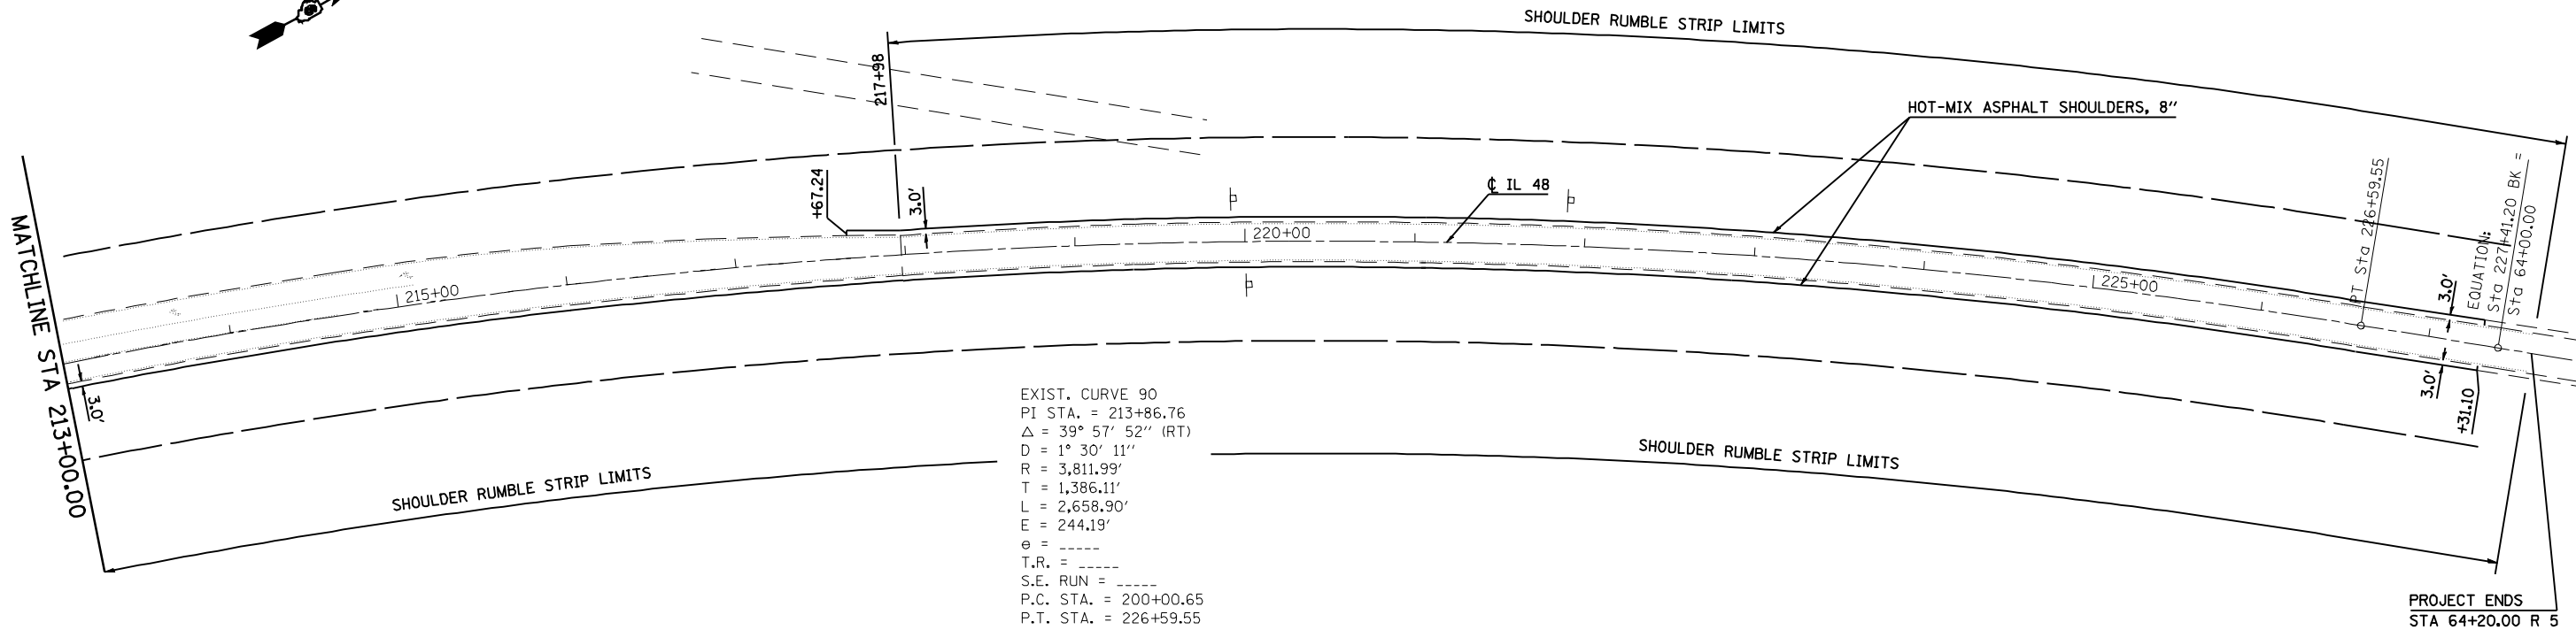 SHOULDER RUMBLE STRIP LIMITS
217+98
HOT-MIX ASPHALT SHOULDERS, 8"
+67.24
3.0'
℄ IL 48
PT Sta 226+59.55
EQUATION:
Sta 227+41.20 BK =
Sta 64+00.00
MATCHLINE STA 213+00.00
215+00
220+00
225+00
3.0'
3.0'
3.0'
+31.10
EXIST. CURVE 90
PI STA. = 213+86.76
Δ = 39° 57' 52" (RT)
D = 1° 30' 11"
R = 3,811.99'
T = 1,386.11'
L = 2,658.90'
E = 244.19'
e = _____
T.R. = _____
S.E. RUN = _____
P.C. STA. = 200+00.65
P.T. STA. = 226+59.55
SHOULDER RUMBLE STRIP LIMITS
SHOULDER RUMBLE STRIP LIMITS
PROJECT ENDS
STA 64+20.00 R 5